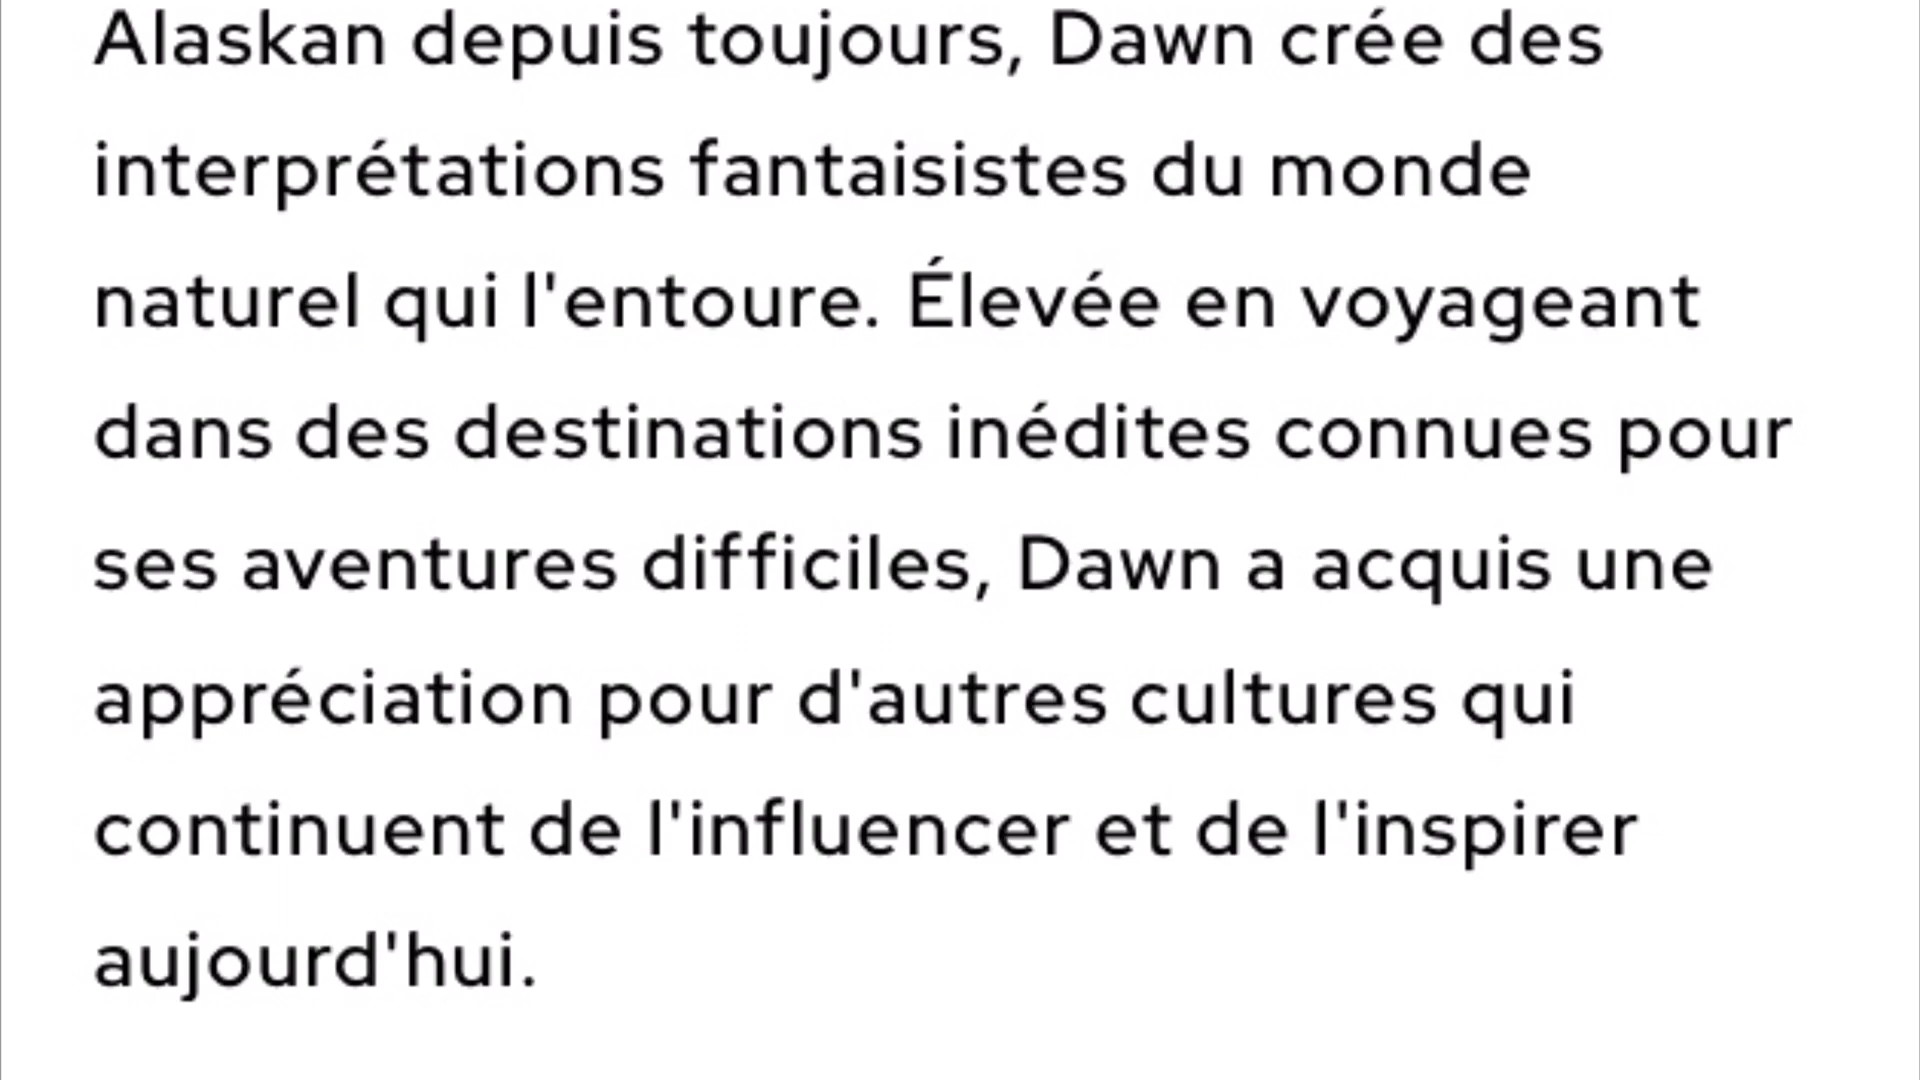 Alaskan depuis toujours, Dawn crée des
interprétations fantaisistes du monde
naturel qui l'entoure. Élevée en voyageant
dans des destinations inédites connues pour
ses aventures difficiles, Dawn a acquis une
appréciation pour d'autres cultures qui
continuent de l'influencer et de l'inspirer
aujourd'hui.